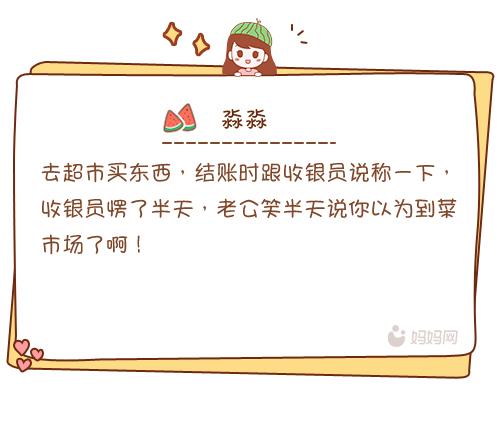 淼淼
去超市买东西，结账时跟收银员说称一下，
收银员愣了半天，老公笑半天说你以为到菜
市场了啊！
妈妈网